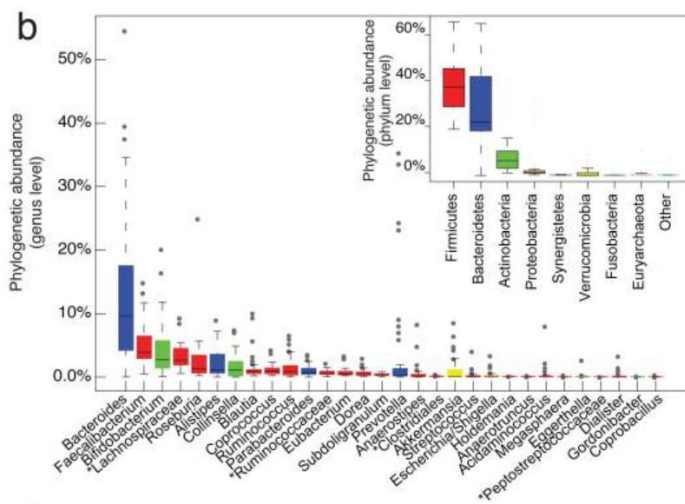 b
Phylogenetic abundance
(genus level)
50%
40%
30%
20%
10%
0.0%
Bacteroides
Faecalibacterium
Bifidobacterium
*Lachnospiraceae
Roseburia
Alistipes
Collinsella
Blautia
Coprococcus
Ruminococcus
Parabacteroides
*Ruminococcaceae
Eubacterium
Dorea
Subdoligranulum
Prevotella
Anaerostipes
*Clostridiales
Akkermansia
Streptococcus
Escherichia/Shigella
Holdemania
Anaerotruncus
Acidaminococcus
Megasphaera
Eggerthella
*Peptostreptococcaceae
Dialister
Gordonibacter
Coprobacillus
Phylogenetic abundance
(phylum level)
60%
40%
20%
0%
Firmicutes
Bacteroidetes
Actinobacteria
Proteobacteria
Synergistetes
Verrucomicrobia
Fusobacteria
Euryarchaeota
Other